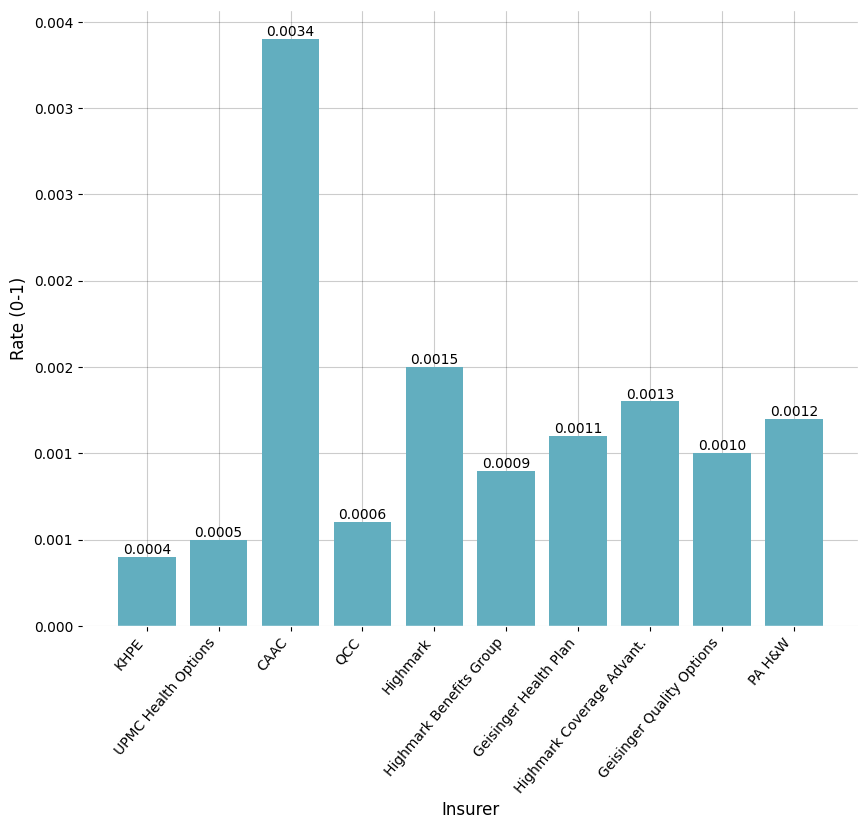 0.004
0.003
0.003
0.002
0.002
0.001
0.001
0.000
Rate (0-1)
0.0004
0.0005
0.0034
0.0006
0.0015
0.0009
0.0011
0.0013
0.0010
0.0012
KHPE
UPMC Health Options
CAAC
QCC
Highmark
Highmark Benefits Group
Geisinger Health Plan
Highmark Coverage Advant.
Geisinger Quality Options
PA H&W
Insurer